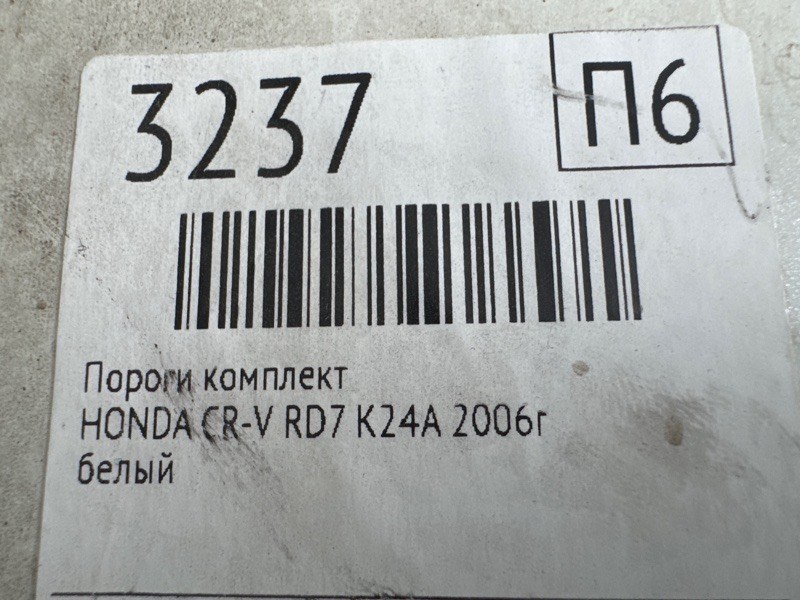 3237
П6
Пороги комплект
HONDA CR-V RD7 K24A 2006г
белый